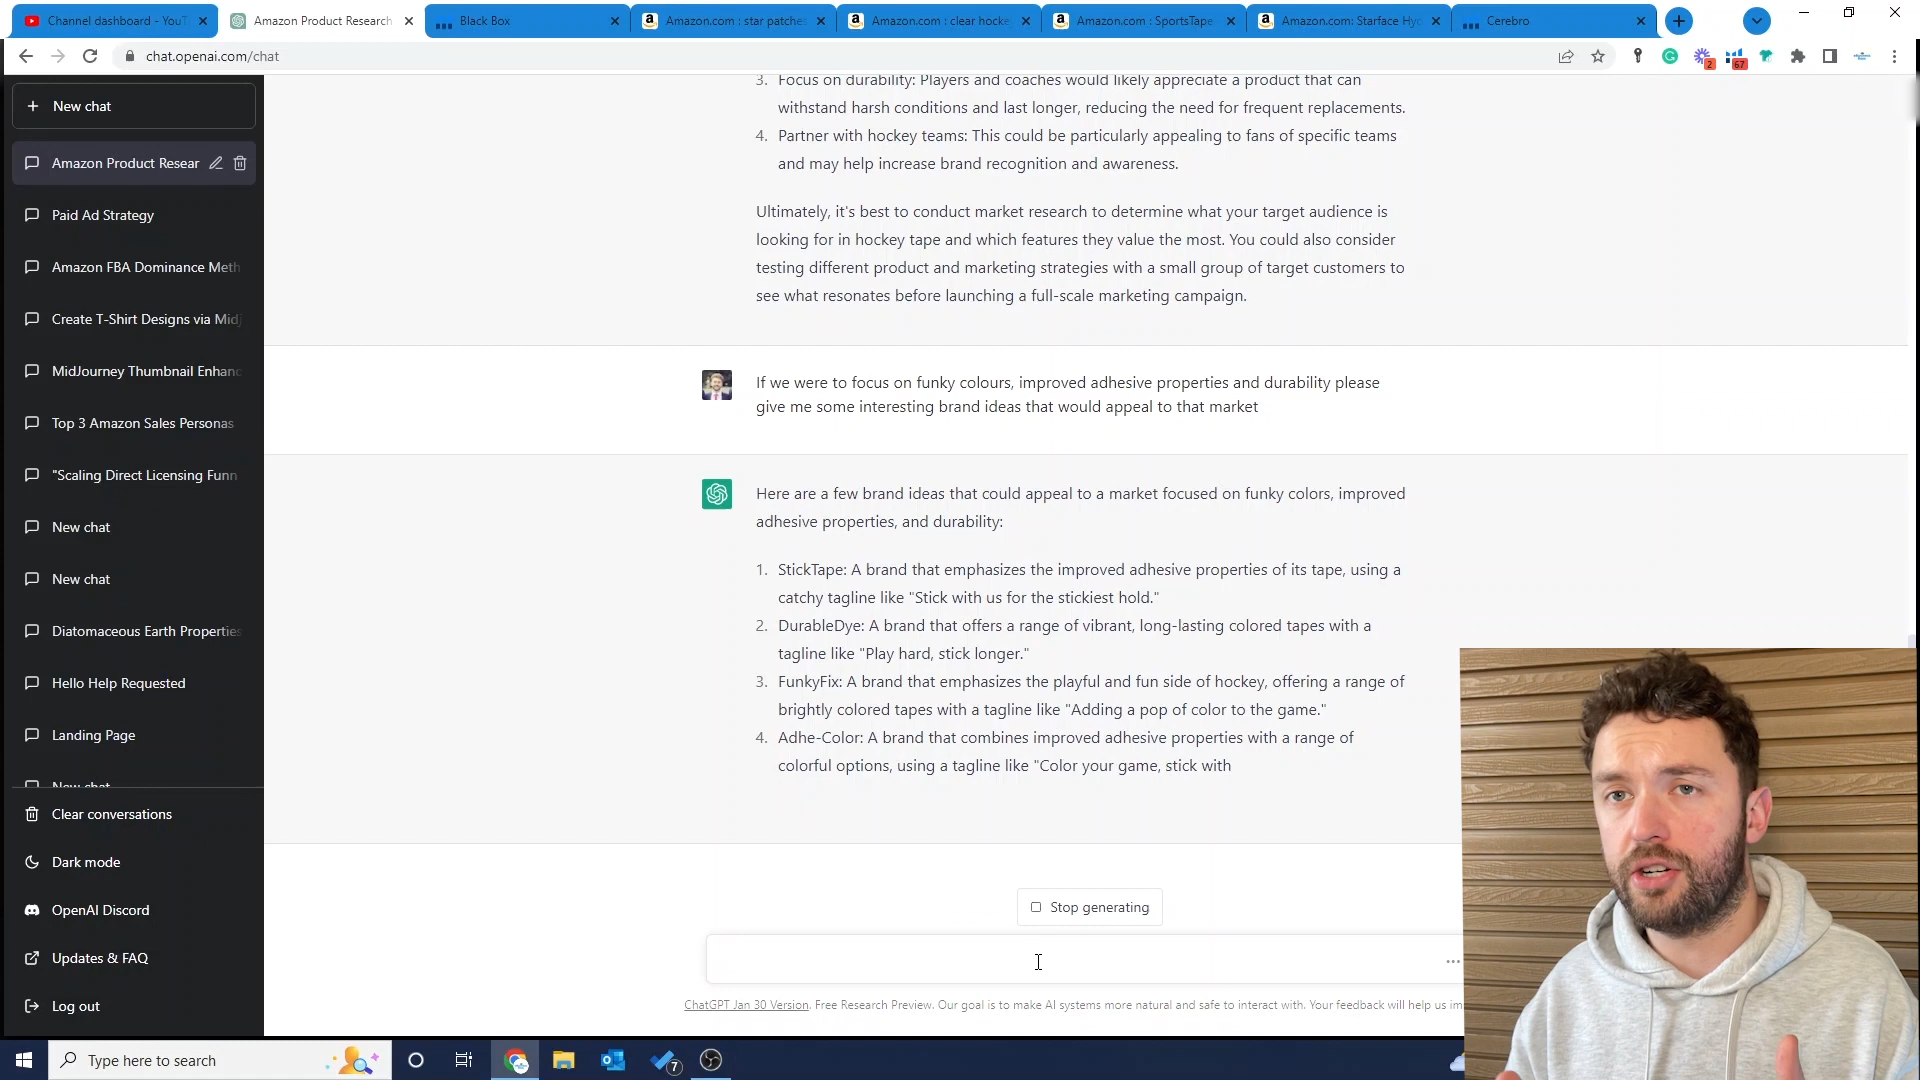 Channel dashboard - YouT
Amazon Product Research
Black Box
Amazon.com : star patches
Amazon.com : clear hocke
Amazon.com : SportsTape
Amazon.com: Starface Hyd
Cerebro
chat.openai.com/chat
2
67
New chat
Amazon Product Resear
Paid Ad Strategy
Amazon FBA Dominance Meth
Create T-Shirt Designs via Midj
MidJourney Thumbnail Enhanc
Top 3 Amazon Sales Personas
"Scaling Direct Licensing Funn
New chat
New chat
Diatomaceous Earth Properties
Hello Help Requested
Landing Page
New chat
Clear conversations
Dark mode
OpenAI Discord
Updates & FAQ
Log out
3. Focus on durability: Players and coaches would likely appreciate a product that can
withstand harsh conditions and last longer, reducing the need for frequent replacements.
4. Partner with hockey teams: This could be particularly appealing to fans of specific teams
and may help increase brand recognition and awareness.
Ultimately, it's best to conduct market research to determine what your target audience is
looking for in hockey tape and which features they value the most. You could also consider
testing different product and marketing strategies with a small group of target customers to
see what resonates before launching a full-scale marketing campaign.
If we were to focus on funky colours, improved adhesive properties and durability please
give me some interesting brand ideas that would appeal to that market
Here are a few brand ideas that could appeal to a market focused on funky colors, improved
adhesive properties, and durability:
1. StickTape: A brand that emphasizes the improved adhesive properties of its tape, using a
catchy tagline like "Stick with us for the stickiest hold."
2. DurableDye: A brand that offers a range of vibrant, long-lasting colored tapes with a
tagline like "Play hard, stick longer."
3. FunkyFix: A brand that emphasizes the playful and fun side of hockey, offering a range of
brightly colored tapes with a tagline like "Adding a pop of color to the game."
4. Adhe-Color: A brand that combines improved adhesive properties with a range of
colorful options, using a tagline like "Color your game, stick with
Stop generating
ChatGPT Jan 30 Version. Free Research Preview. Our goal is to make AI systems more natural and safe to interact with. Your feedback will help us im
Type here to search
7